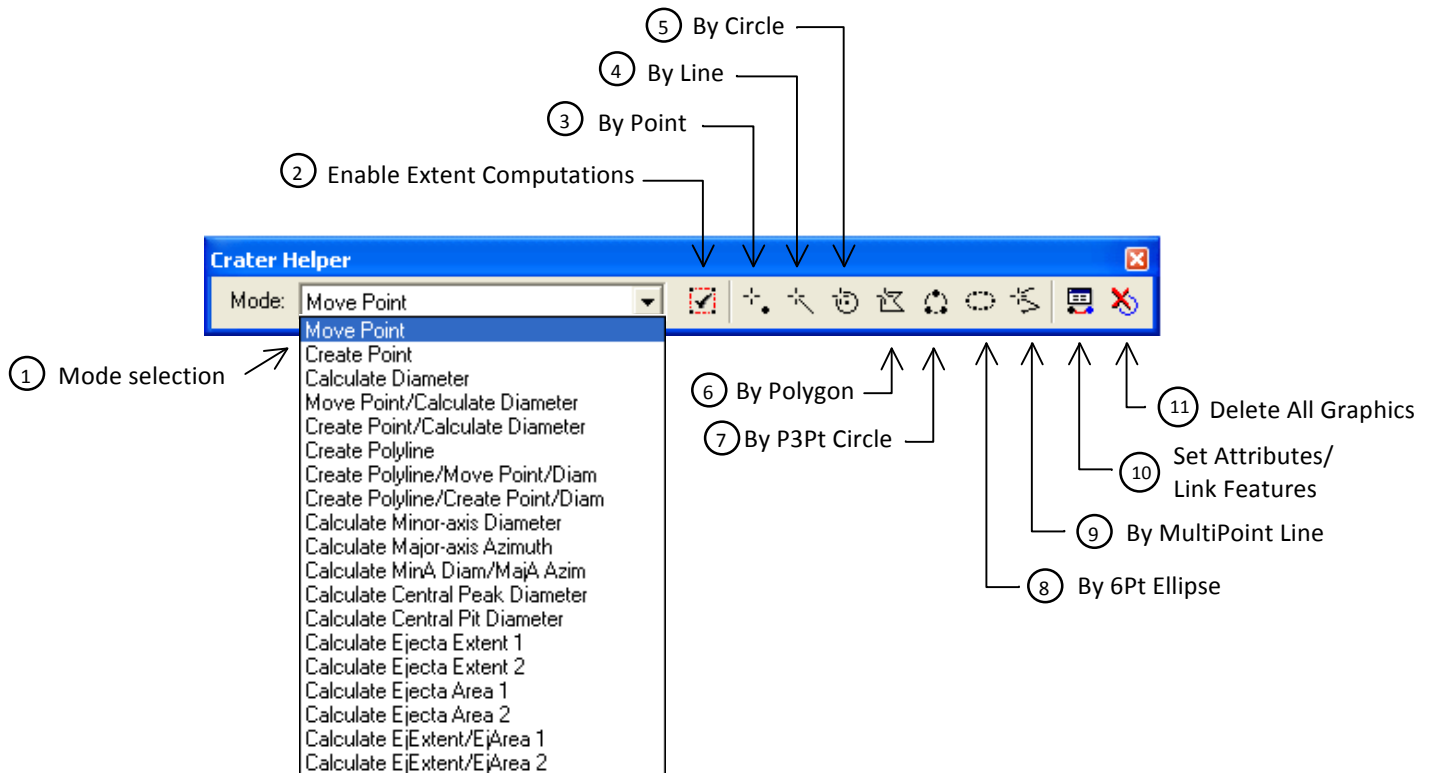 5 By Circle
4 By Line
3 By Point
2 Enable Extent Computations
Crater Helper
Mode: Move Point
Move Point
Create Point
1 Mode selection
Calculate Diameter
Move Point/Calculate Diameter
Create Point/Calculate Diameter
Create Polyline
Create Polyline/Move Point/Diam
Create Polyline/Create Point/Diam
Calculate Minor-axis Diameter
Calculate Major-axis Azimuth
Calculate MinA Diam/MajA Azim
Calculate Central Peak Diameter
Calculate Central Pit Diameter
Calculate Ejecta Extent 1
Calculate Ejecta Extent 2
Calculate Ejecta Area 1
Calculate Ejecta Area 2
Calculate EjExtent/EjArea 1
Calculate EjExtent/EjArea 2
6 By Polygon
7 By P3Pt Circle
11 Delete All Graphics
10 Set Attributes/
Link Features
9 By MultiPoint Line
8 By 6Pt Ellipse